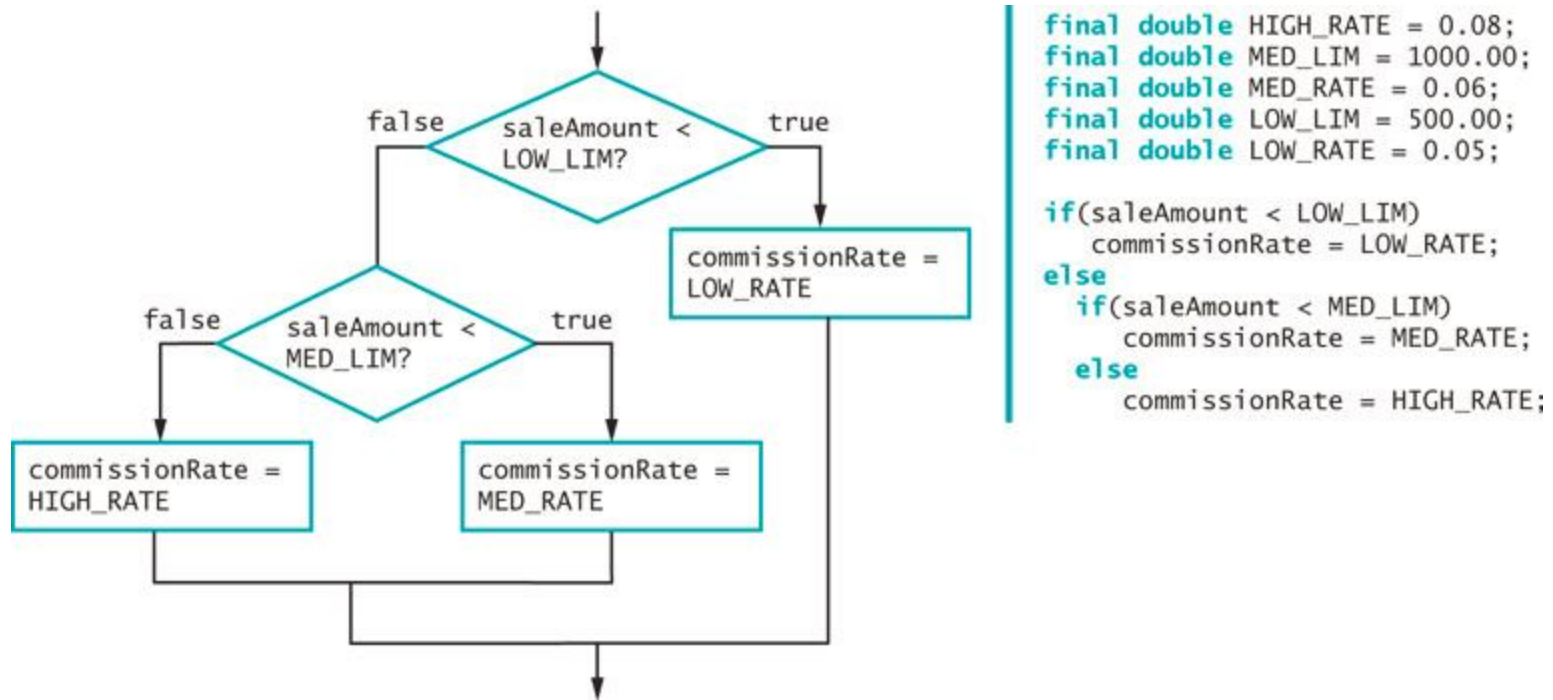 false
saleAmount <
LOW_LIM?
true
commissionRate =
LOW_RATE
false
saleAmount <
MED_LIM?
true
commissionRate =
HIGH_RATE
commissionRate =
MED_RATE
final double HIGH_RATE = 0.08;
final double MED_LIM = 1000.00;
final double MED_RATE = 0.06;
final double LOW_LIM = 500.00;
final double LOW_RATE = 0.05;
if(saleAmount < LOW_LIM)
commissionRate = LOW_RATE;
else
if(saleAmount < MED_LIM)
commissionRate = MED_RATE;
else
commissionRate = HIGH_RATE;